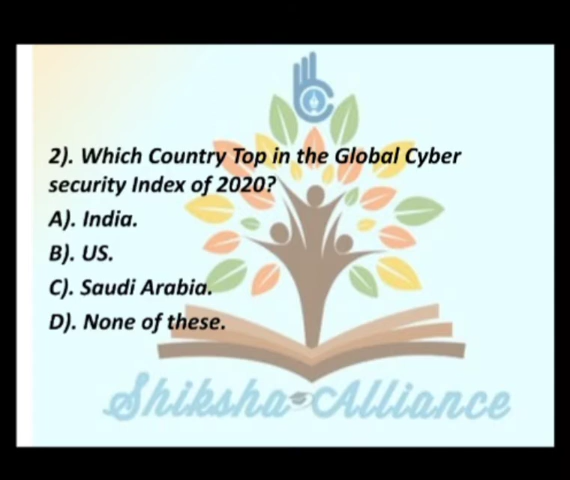 2). Which Country Top in the Global Cyber
security Index of 2020?
A). India.
B). US.
C). Saudi Arabia.
D). None of these.
Shiksha Alliance